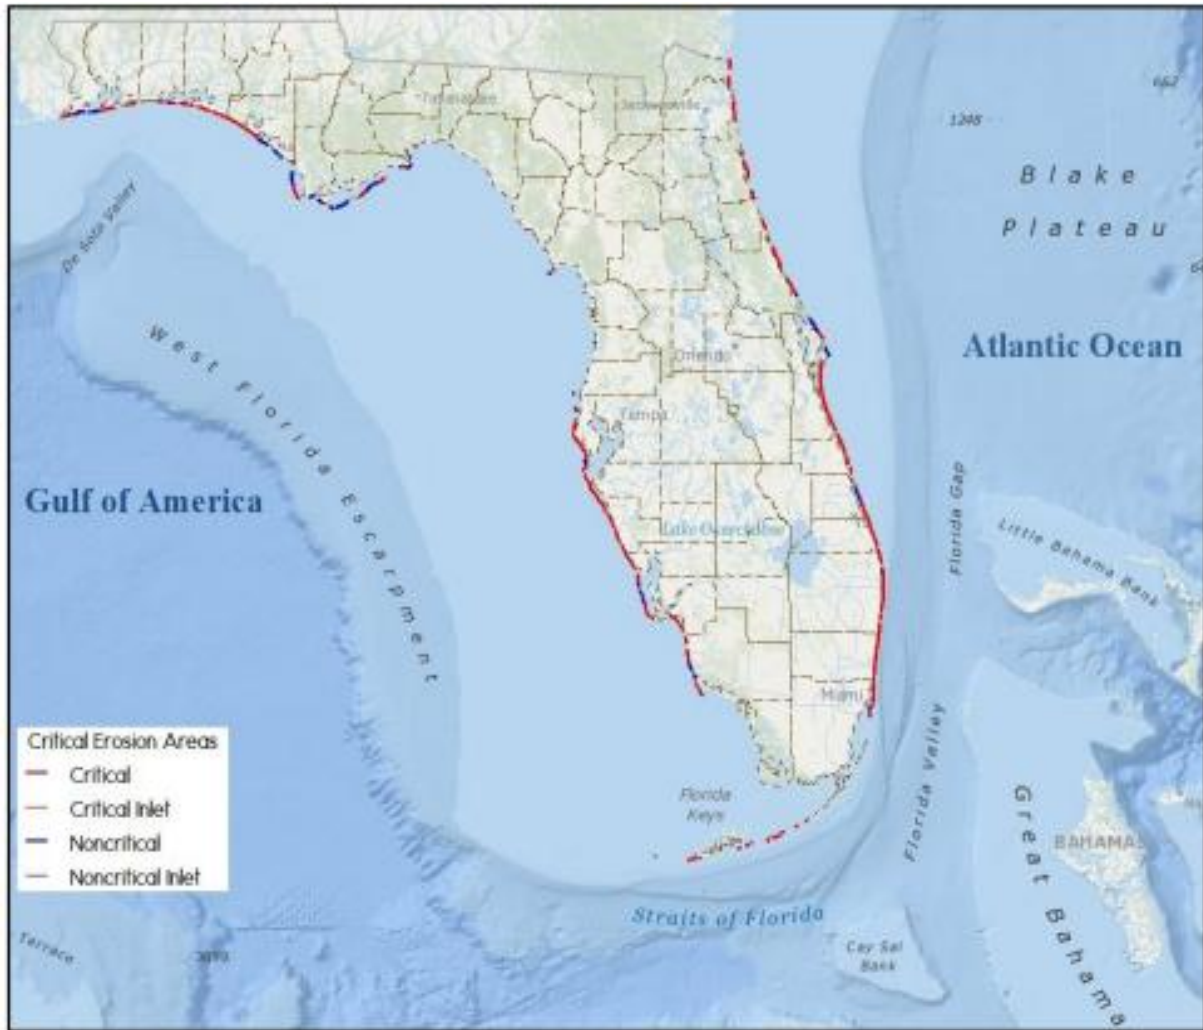 Tallahassee
Jacksonville
662
1248
Blake
Plateau
De Soto Valley
West Florida Escarpment
Orlando
Atlantic Ocean
Tampa
Gulf of America
Florida Gap
Little Bahama Bank
Miami
Critical Erosion Areas
Critical
Critical Inlet
Noncritical
Noncritical Inlet
Florida
Keys
Florida Valley
Great Bahama
BAHAMAS
Straits of Florida
Cay Sal
Bank
Terrace